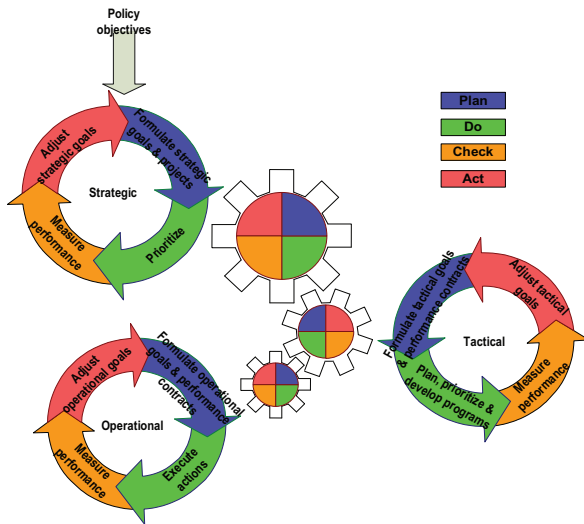 Policy
objectives
Adjust
strategic goals
Formulate strategic
goals & projects
Strategic
Measure
performance
Prioritize
Plan
Do
Check
Act
Formulate tactical goals
& performance contracts
Adjust tactical
goals
Tactical
Plan, prioritize &
develop programs
Measure
performance
Adjust
operational goals
Formulate operational
goals & performance
contracts
Operational
Measure
performance
Execute
actions